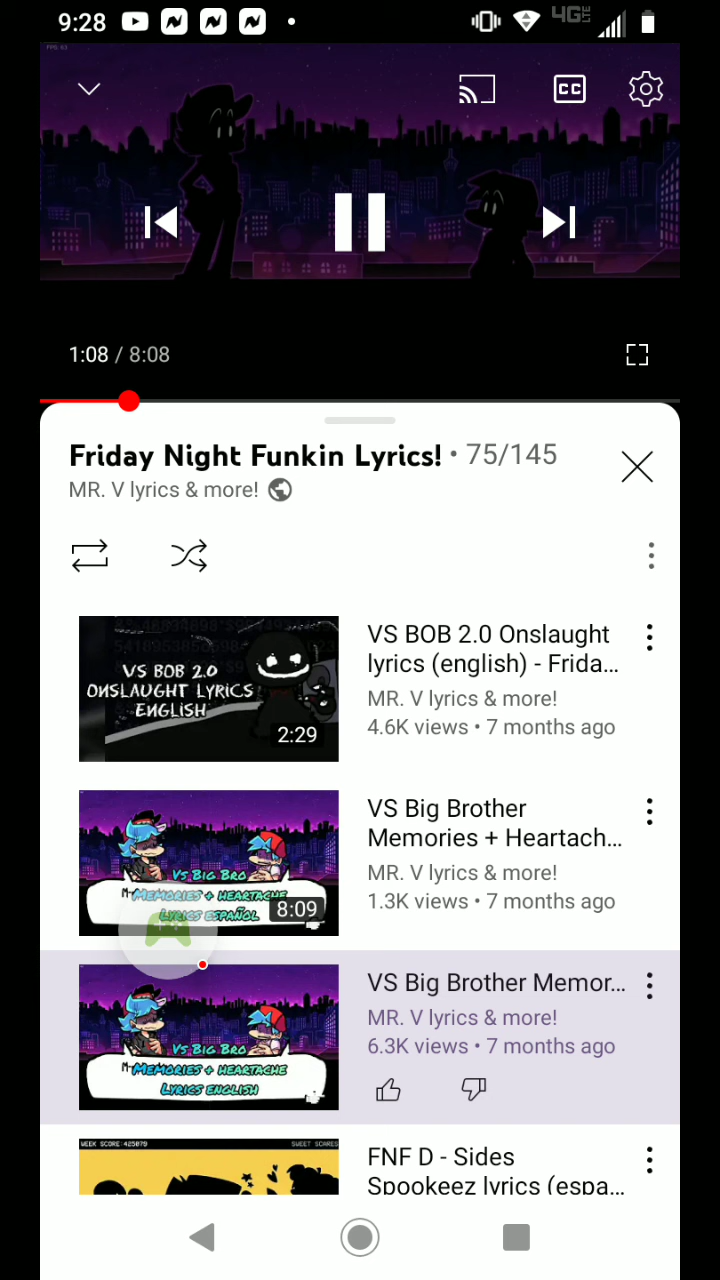 9:28
4G LTE
CC
1:08 / 8:08
Friday Night Funkin Lyrics! • 75/145
MR. V lyrics & more!
VS BOB 2.0
ONSLAUGHT LYRICS
ENGLISH
2:29
VS BOB 2.0 Onslaught
lyrics (english) - Frida...
MR. V lyrics & more!
4.6K views • 7 months ago
VS BIG BRO
MEMORIES + HEARTACHE
LYRICS ESPAÑOL
8:09
VS Big Brother
Memories + Heartach...
MR. V lyrics & more!
1.3K views • 7 months ago
VS BIG BRO
MEMORIES + HEARTACHE
LYRICS ENGLISH
VS Big Brother Memor...
MR. V lyrics & more!
6.3K views • 7 months ago
WEEK SCORE:425079
SWEET SCARES
FNF D - Sides
Spookeez lyrics (espa...